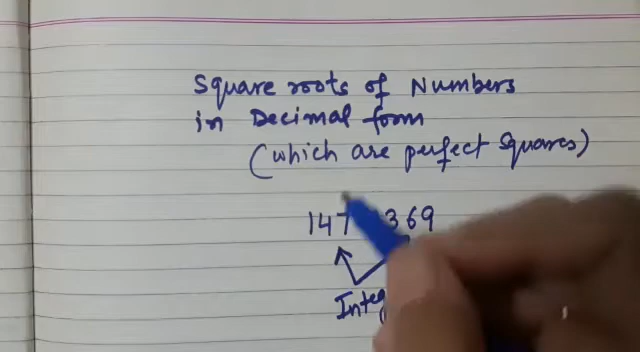 Square roots of Numbers
in Decimal form
(which are perfect Squares)
147 369